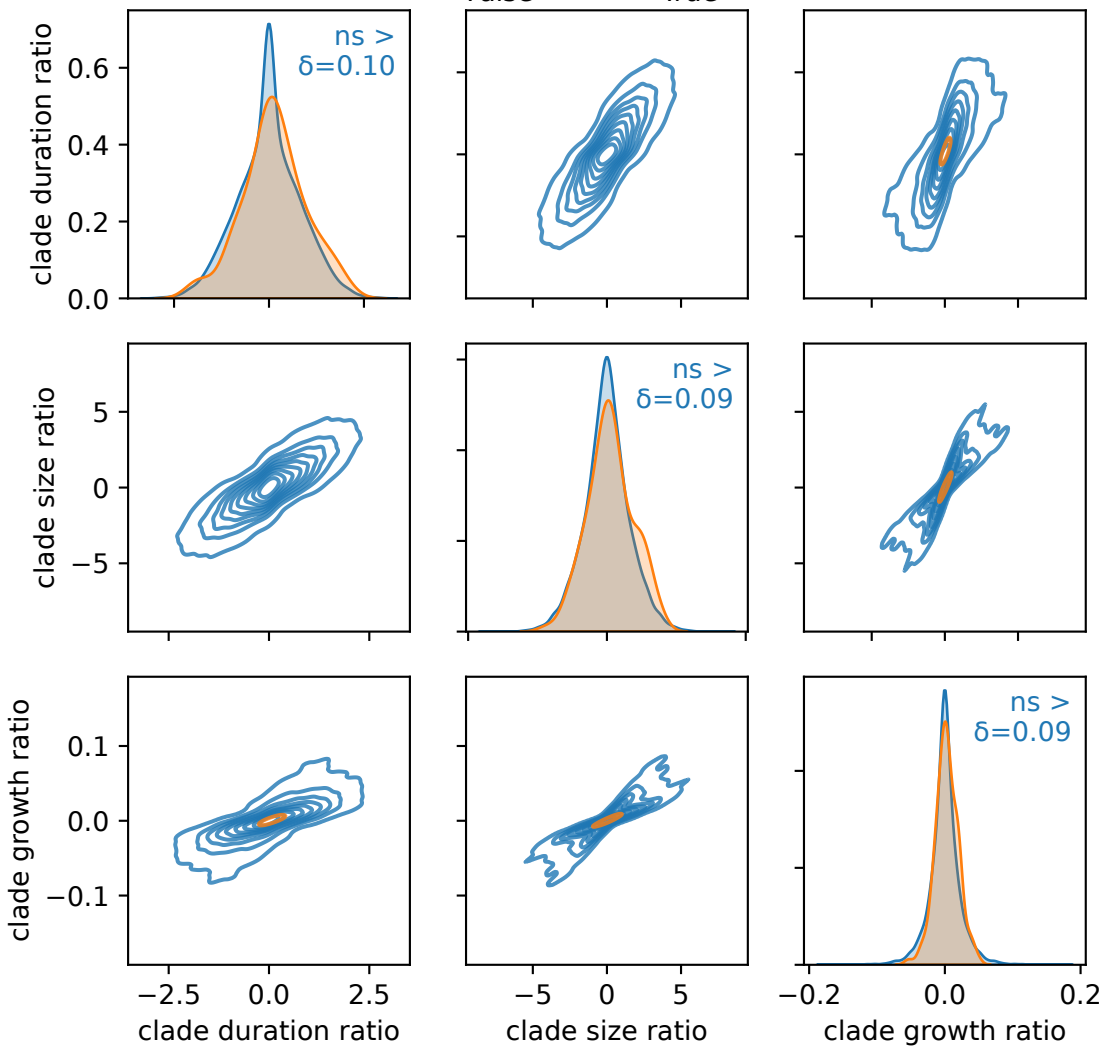 clade duration ratio
0.6
0.4
0.2
0.0
ns >
δ=0.10
clade size ratio
5
0
−5
ns >
δ=0.09
clade growth ratio
0.1
0.0
−0.1
ns >
δ=0.09
−2.5
0.0
2.5
−5
0
5
−0.2
0.0
0.2
clade duration ratio
clade size ratio
clade growth ratio